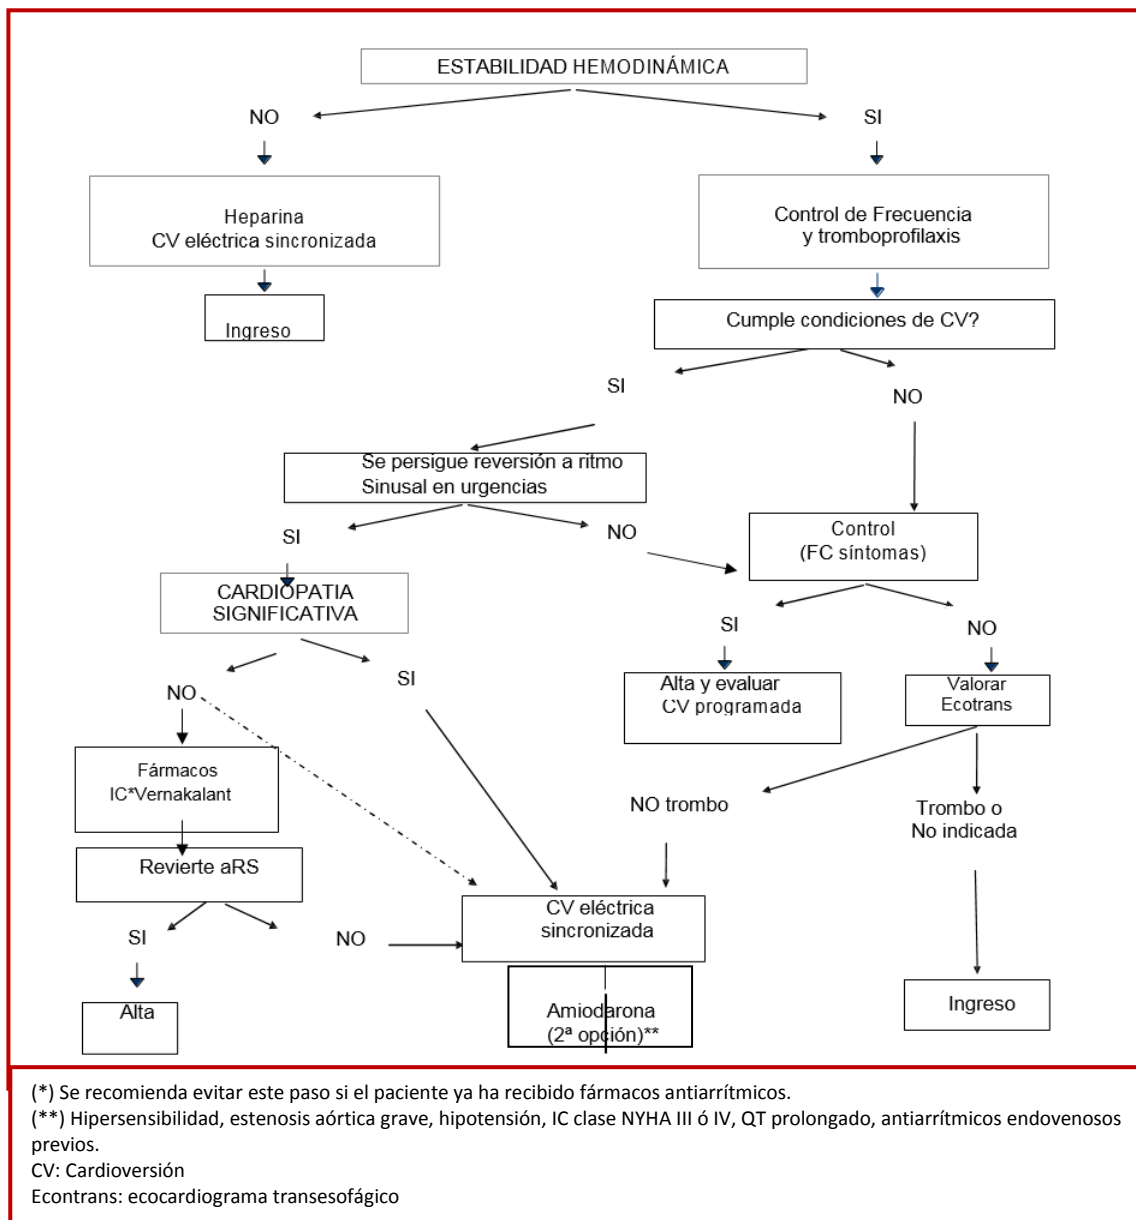 ESTABILIDAD HEMODINÁMICA
NO
SI
Heparina
CV eléctrica sincronizada
Control de Frecuencia
y tromboprofilaxis
Ingreso
Cumple condiciones de CV?
SI
NO
Se persigue reversión a ritmo
Sinusal en urgencias
SI
NO
Control
(FC síntomas)
CARDIOPATIA
SIGNIFICATIVA
SI
NO
NO
SI
Alta y evaluar
CV programada
Valorar
Ecotrans
Fármacos
IC*Vernakalant
NO trombo
Trombo o
No indicada
Revierte aRS
SI
NO
CV eléctrica
sincronizada
Alta
Amiodarona
(2ª opción)**
Ingreso
(*) Se recomienda evitar este paso si el paciente ya ha recibido fármacos antiarrítmicos.
(**) Hipersensibilidad, estenosis aórtica grave, hipotensión, IC clase NYHA III ó IV, QT prolongado, antiarrítmicos endovenosos
previos.
CV: Cardioversión
Econtrans: ecocardiograma transesofágico